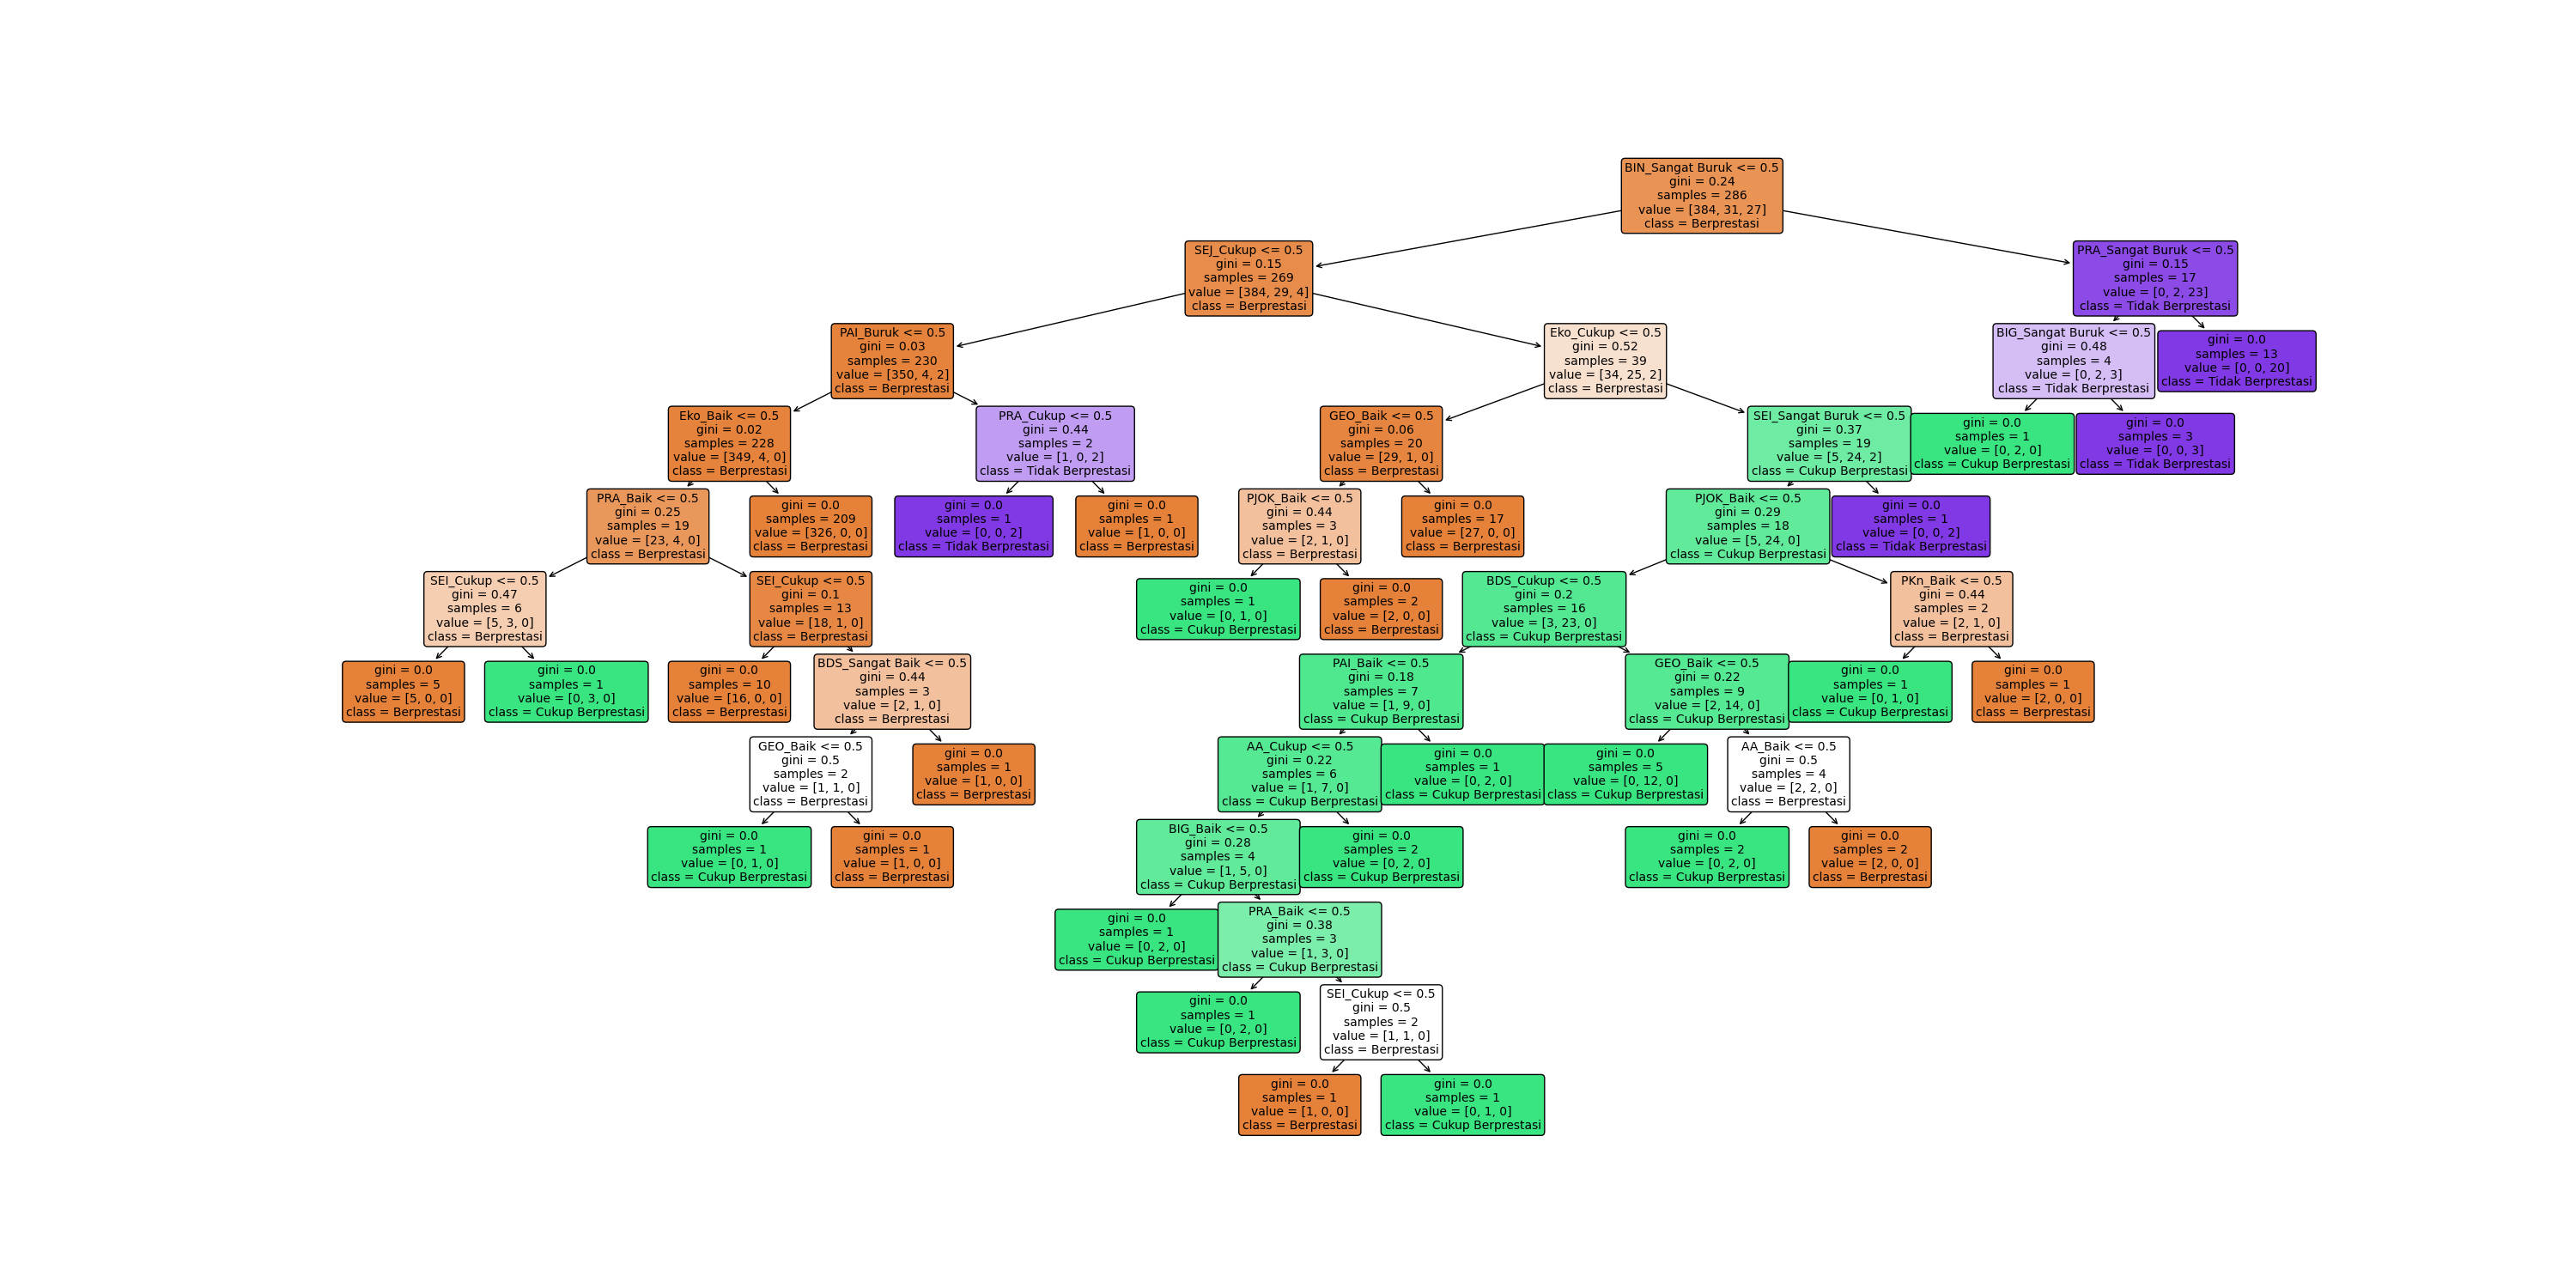 BIN_Sangat Buruk <= 0.5
gini = 0.24
samples = 286
value = [384, 31, 27]
class = Berprestasi
SEJ_Cukup <= 0.5
gini = 0.15
samples = 269
value = [384, 29, 4]
class = Berprestasi
PRA_Sangat Buruk <= 0.5
gini = 0.15
samples = 17
value = [0, 2, 23]
class = Tidak Berprestasi
PAI_Buruk <= 0.5
gini = 0.03
samples = 230
value = [350, 4, 2]
class = Berprestasi
Eko_Cukup <= 0.5
gini = 0.52
samples = 39
value = [34, 25, 2]
class = Berprestasi
BIG_Sangat Buruk <= 0.5
gini = 0.48
samples = 4
value = [0, 2, 3]
class = Tidak Berprestasi
gini = 0.0
samples = 13
value = [0, 0, 20]
class = Tidak Berprestasi
Eko_Baik <= 0.5
gini = 0.02
samples = 228
value = [349, 4, 0]
class = Berprestasi
PRA_Cukup <= 0.5
gini = 0.44
samples = 2
value = [1, 0, 2]
class = Tidak Berprestasi
GEO_Baik <= 0.5
gini = 0.06
samples = 20
value = [29, 1, 0]
class = Berprestasi
SEI_Sangat Buruk <= 0.5
gini = 0.37
samples = 19
value = [5, 24, 2]
class = Cukup Berprestasi
gini = 0.0
samples = 1
value = [0, 2, 0]
class = Cukup Berprestasi
gini = 0.0
samples = 3
value = [0, 0, 3]
class = Tidak Berprestasi
PRA_Baik <= 0.5
gini = 0.25
samples = 19
value = [23, 4, 0]
class = Berprestasi
gini = 0.0
samples = 209
value = [326, 0, 0]
class = Berprestasi
gini = 0.0
samples = 1
value = [0, 0, 2]
class = Tidak Berprestasi
gini = 0.0
samples = 1
value = [1, 0, 0]
class = Berprestasi
PJOK_Baik <= 0.5
gini = 0.44
samples = 3
value = [2, 1, 0]
class = Berprestasi
gini = 0.0
samples = 17
value = [27, 0, 0]
class = Berprestasi
PJOK_Baik <= 0.5
gini = 0.29
samples = 18
value = [5, 24, 0]
class = Cukup Berprestasi
gini = 0.0
samples = 1
value = [0, 0, 2]
class = Tidak Berprestasi
SEI_Cukup <= 0.5
gini = 0.47
samples = 6
value = [5, 3, 0]
class = Berprestasi
SEI_Cukup <= 0.5
gini = 0.1
samples = 13
value = [18, 1, 0]
class = Berprestasi
gini = 0.0
samples = 1
value = [0, 1, 0]
class = Cukup Berprestasi
gini = 0.0
samples = 2
value = [2, 0, 0]
class = Berprestasi
BDS_Cukup <= 0.5
gini = 0.2
samples = 16
value = [3, 23, 0]
class = Cukup Berprestasi
PKn_Baik <= 0.5
gini = 0.44
samples = 2
value = [2, 1, 0]
class = Berprestasi
gini = 0.0
samples = 5
value = [5, 0, 0]
class = Berprestasi
gini = 0.0
samples = 1
value = [0, 3, 0]
class = Cukup Berprestasi
gini = 0.0
samples = 10
value = [16, 0, 0]
class = Berprestasi
BDS_Sangat Baik <= 0.5
gini = 0.44
samples = 3
value = [2, 1, 0]
class = Berprestasi
PAI_Baik <= 0.5
gini = 0.18
samples = 7
value = [1, 9, 0]
class = Cukup Berprestasi
GEO_Baik <= 0.5
gini = 0.22
samples = 9
value = [2, 14, 0]
class = Cukup Berprestasi
gini = 0.0
samples = 1
value = [0, 1, 0]
class = Cukup Berprestasi
gini = 0.0
samples = 1
value = [2, 0, 0]
class = Berprestasi
GEO_Baik <= 0.5
gini = 0.5
samples = 2
value = [1, 1, 0]
class = Berprestasi
gini = 0.0
samples = 1
value = [1, 0, 0]
class = Berprestasi
AA_Cukup <= 0.5
gini = 0.22
samples = 6
value = [1, 7, 0]
class = Cukup Berprestasi
gini = 0.0
samples = 1
value = [0, 2, 0]
class = Cukup Berprestasi
gini = 0.0
samples = 5
value = [0, 12, 0]
class = Cukup Berprestasi
AA_Baik <= 0.5
gini = 0.5
samples = 4
value = [2, 2, 0]
class = Berprestasi
gini = 0.0
samples = 1
value = [0, 1, 0]
class = Cukup Berprestasi
gini = 0.0
samples = 1
value = [1, 0, 0]
class = Berprestasi
BIG_Baik <= 0.5
gini = 0.28
samples = 4
value = [1, 5, 0]
class = Cukup Berprestasi
gini = 0.0
samples = 2
value = [0, 2, 0]
class = Cukup Berprestasi
gini = 0.0
samples = 2
value = [0, 2, 0]
class = Cukup Berprestasi
gini = 0.0
samples = 2
value = [2, 0, 0]
class = Berprestasi
gini = 0.0
samples = 1
value = [0, 2, 0]
class = Cukup Berprestasi
PRA_Baik <= 0.5
gini = 0.38
samples = 3
value = [1, 3, 0]
class = Cukup Berprestasi
gini = 0.0
samples = 1
value = [0, 2, 0]
class = Cukup Berprestasi
SEI_Cukup <= 0.5
gini = 0.5
samples = 2
value = [1, 1, 0]
class = Berprestasi
gini = 0.0
samples = 1
value = [1, 0, 0]
class = Berprestasi
gini = 0.0
samples = 1
value = [0, 1, 0]
class = Cukup Berprestasi